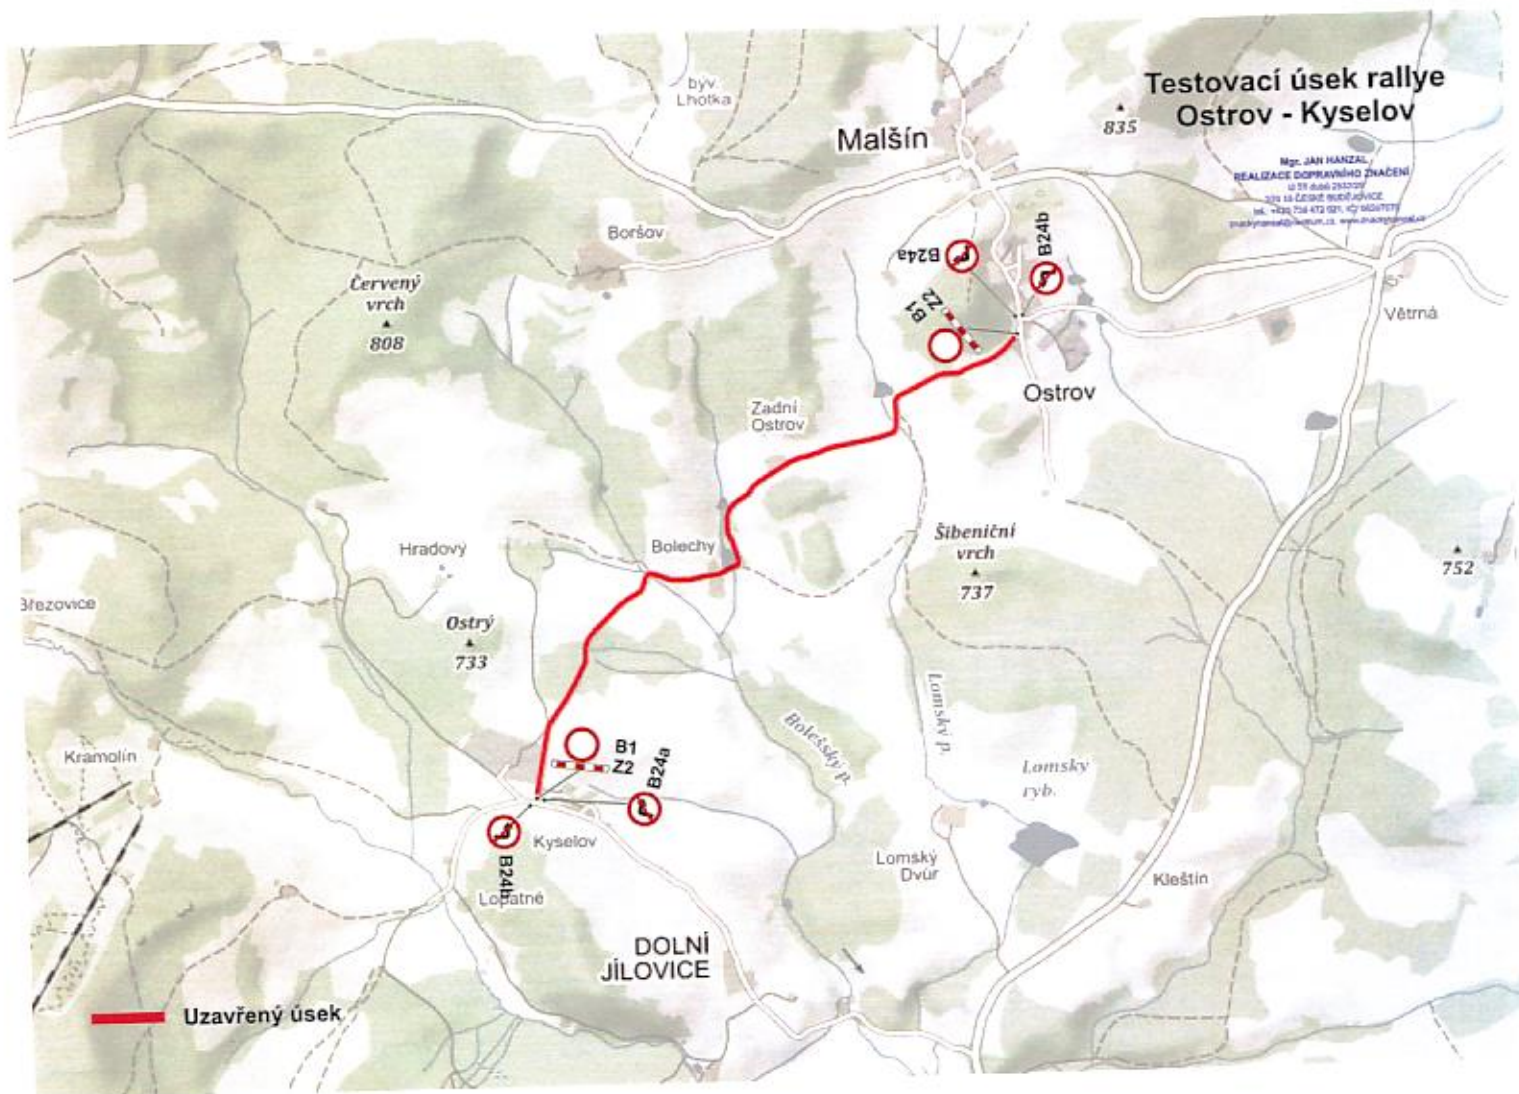 Testovací úsek rallye
Ostrov - Kyselov
Mgr. JAN HANZAL
REALIZACE DOPRAVNÍHO ZNAČENÍ
býv.
Lhotka
Malšín
835
Boršov
B24a
B24b
Červený
vrch
808
B1
Z2
Větrná
Ostrov
Zadní
Ostrov
Šibeniční
vrch
737
752
Hradový
Bolechy
Březovice
Ostrý
733
Lomský p.
Bolešský p.
Kramolín
B1
Z2
B24a
Lomský
ryb.
Kyselov
B24b
Lopatné
Lomský
Dvůr
Kleštín
DOLNÍ
JÍLOVICE
Uzavřený úsek